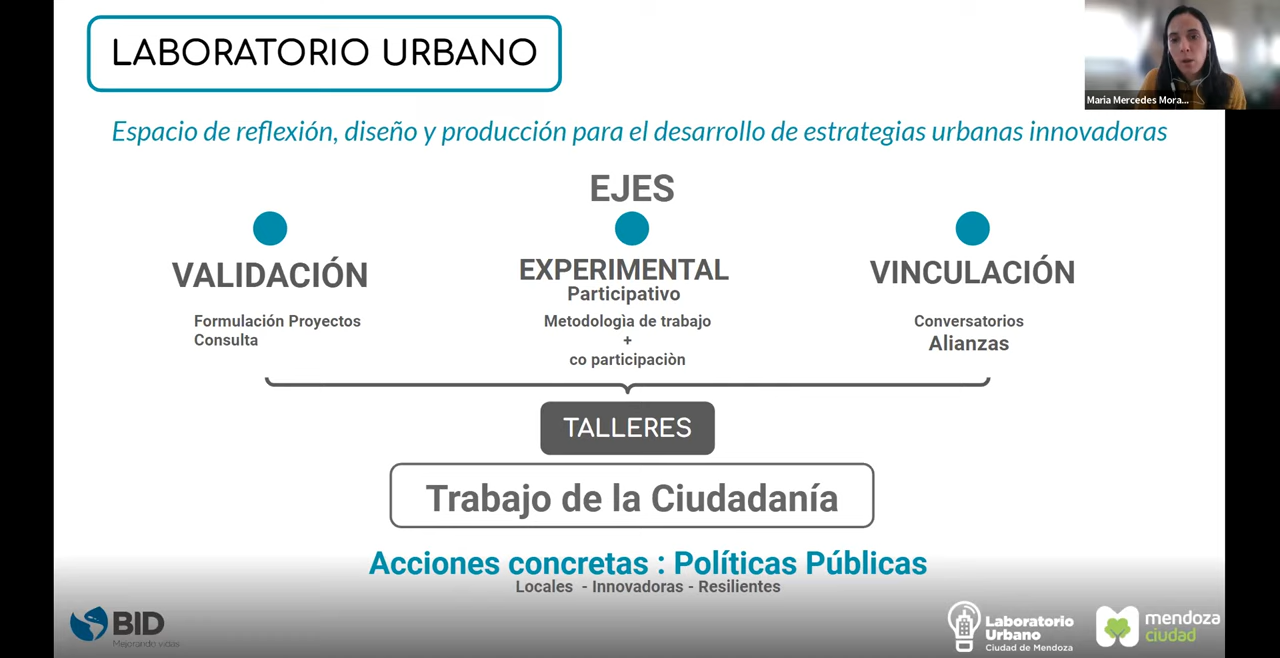 LABORATORIO URBANO
Maria Mercedes Mora...
Espacio de reflexión, diseño y producción para el desarrollo de estrategias urbanas innovadoras
EJES
VALIDACIÓN
Formulación Proyectos
Consulta
EXPERIMENTAL
Participativo
Metodologìa de trabajo
+
co participaciòn
VINCULACIÓN
Conversatorios
Alianzas
TALLERES
Trabajo de la Ciudadanía
Acciones concretas : Políticas Públicas
Locales - Innovadoras - Resilientes
BID
Mejorando vidas
Laboratorio
Urbano
Ciudad de Mendoza
mendoza
ciudad